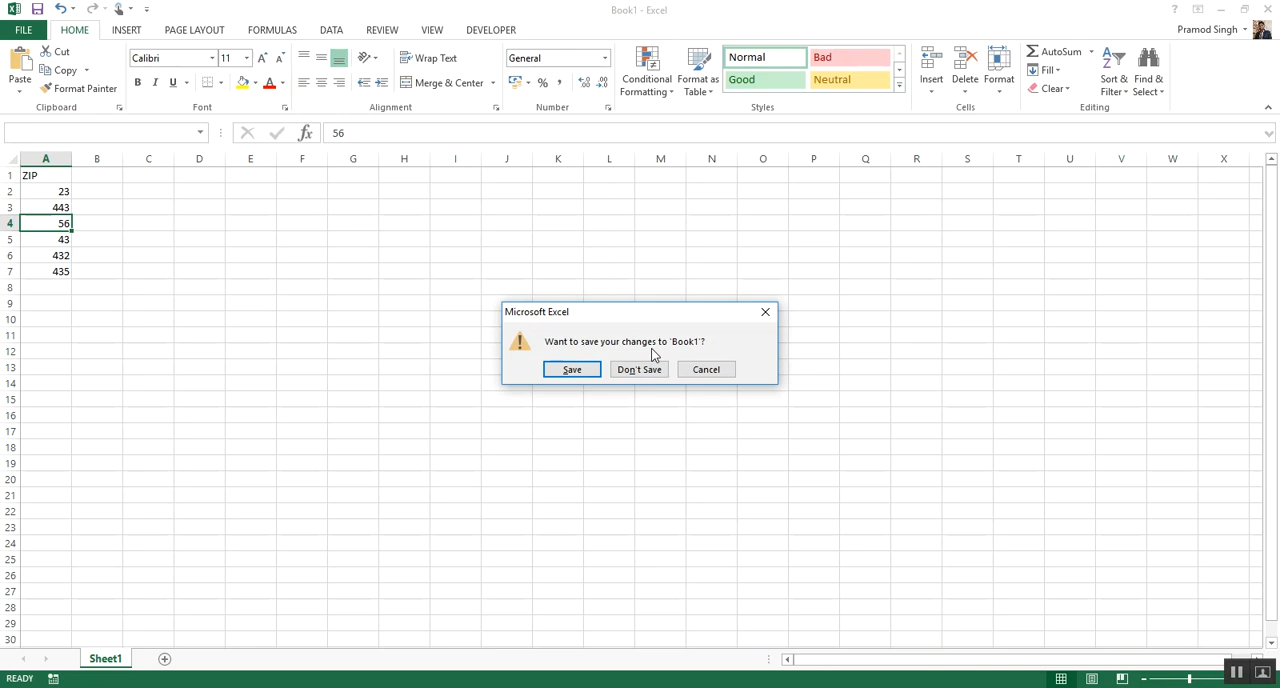 Book1 - Excel
?
FILE HOME INSERT PAGE LAYOUT FORMULAS DATA REVIEW VIEW DEVELOPER Pramod Singh
Paste
Cut
Copy
Format Painter
Clipboard
Calibri 11
B I U A
Font
Wrap Text
Merge & Center
Alignment
General
%
Number
Conditional Formatting
Format as Table
Normal Bad
Good Neutral
Styles
Insert Delete Format
Cells
AutoSum
Fill
Clear
Sort & Filter
Find & Select
Editing
fx 56
A B C D E F G H I J K L M N O P Q R S T U V W X
1 ZIP
2 23
3 443
4 56
5 43
6 432
7 435
8
9
10
11
12
13
14
15
16
17
18
19
20
21
22
23
24
25
26
27
28
29
30
Microsoft Excel
Want to save your changes to 'Book1'?
Save Don't Save Cancel
Sheet1
READY